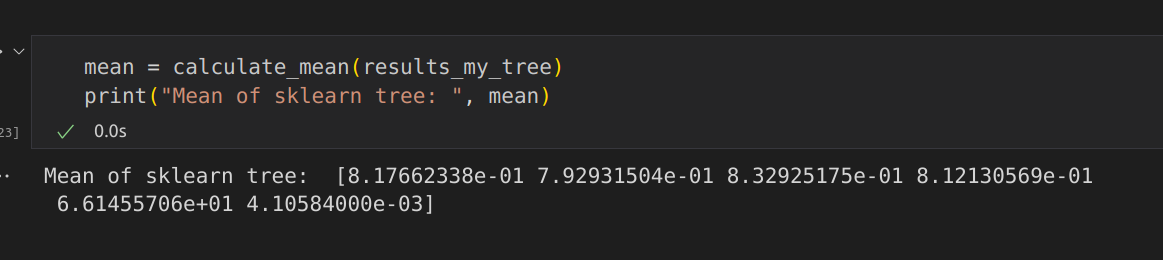 mean = calculate_mean(results_my_tree)
print("Mean of sklearn tree: ", mean)
23]
0.0s
Mean of sklearn tree:  [8.17662338e-01 7.92931504e-01 8.32925175e-01 8.12130569e-01
6.61455706e+01 4.10584000e-03]